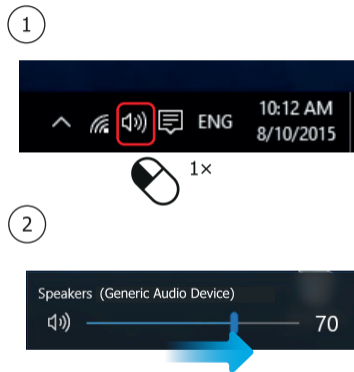 1
10:12 AM
ENG
8/10/2015
1×
2
Speakers (Generic Audio Device)
70